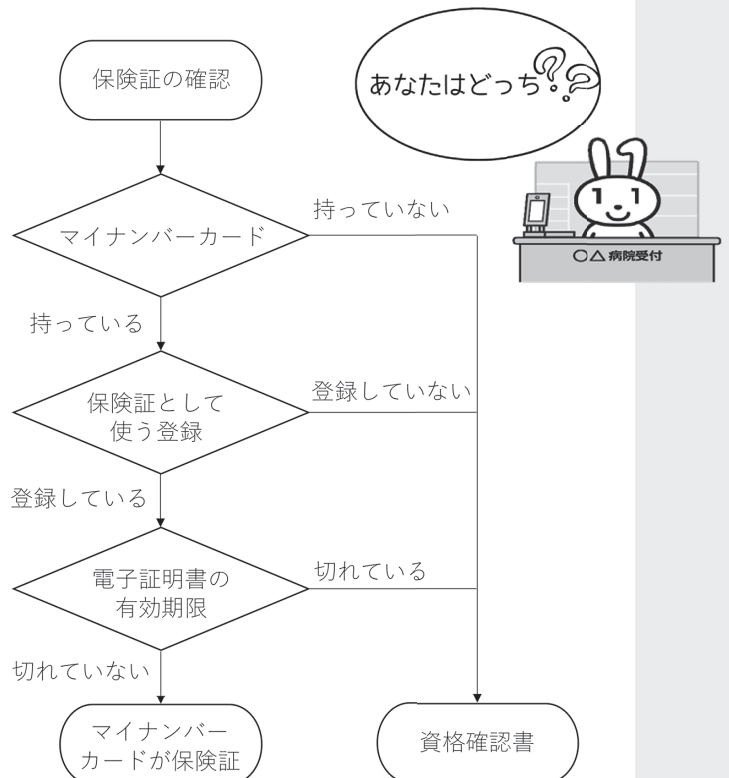 保険証の確認
あなたはどっち??
マイナンバーカード
持っていない
○△病院受付
持っている
保険証として
使う登録
登録していない
登録している
電子証明書の
有効期限
切れている
切れていない
マイナンバー
カードが保険証
資格確認書